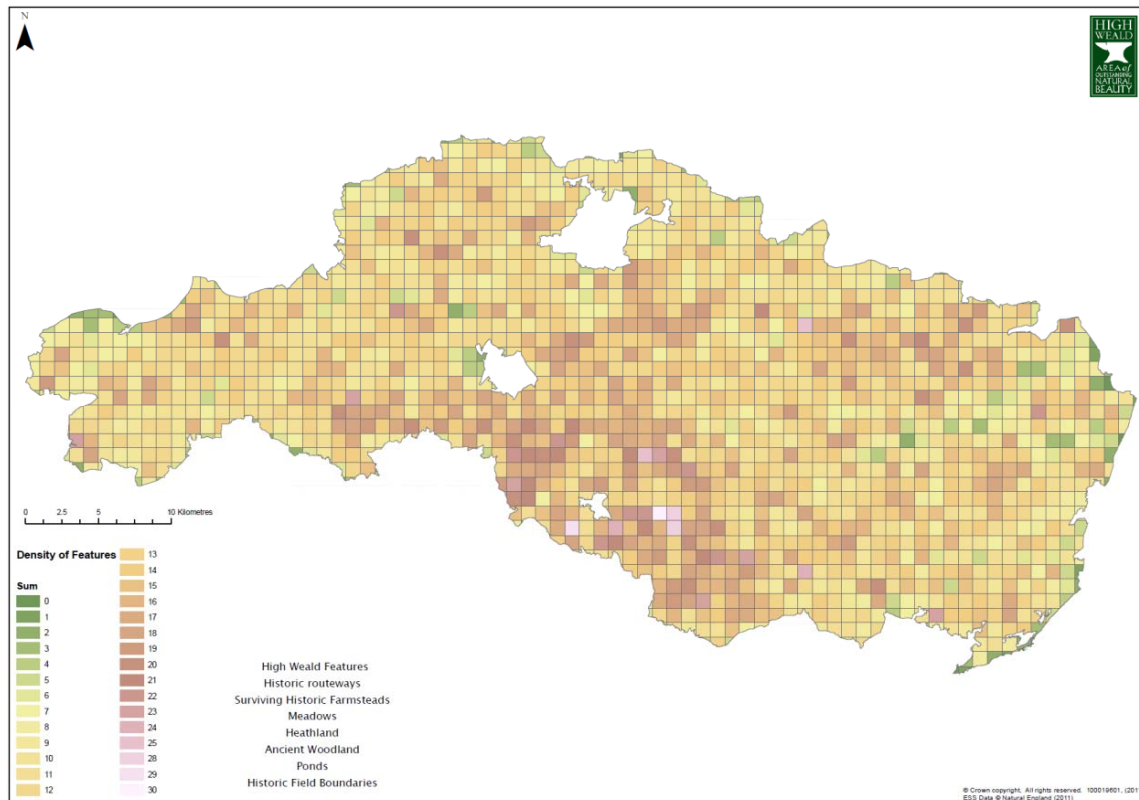 N
HIGH
WEALD
AREA of
OUTSTANDING
NATURAL
BEAUTY
0 2.5 5 10 Kilometres
Density of Features
Sum
0
1
2
3
4
5
6
7
8
9
10
11
12
13
14
15
16
17
18
19
20
21
22
23
24
25
28
29
30
High Weald Features
Historic routeways
Surviving Historic Farmsteads
Meadows
Heathland
Ancient Woodland
Ponds
Historic Field Boundaries
© Crown copyright. All rights reserved. 100019601, (201
ESS Data © Natural England (2011)